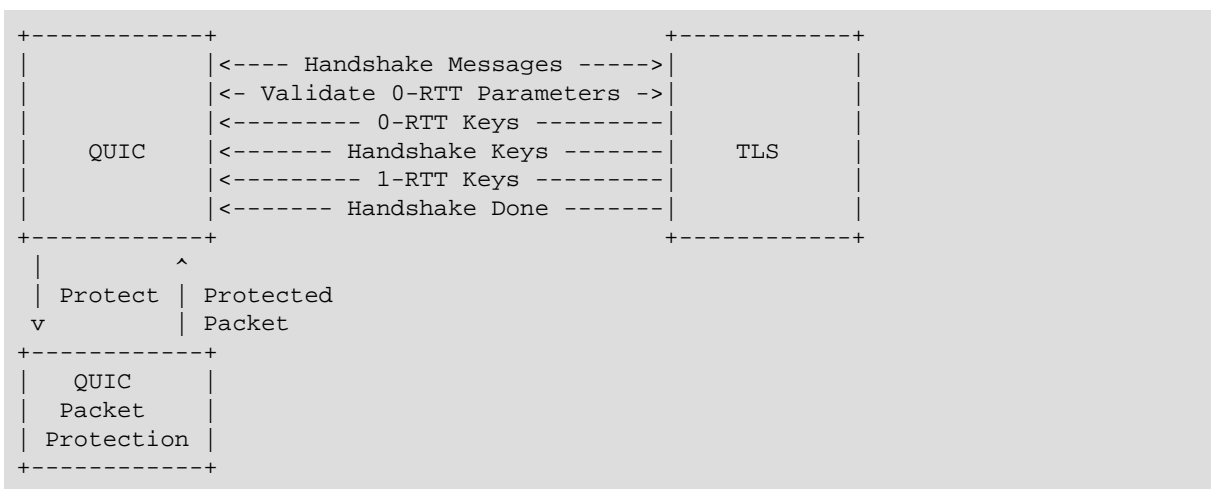 +------------+                               +------------+
|            |<---- Handshake Messages ----->|            |
|            |<- Validate 0-RTT Parameters ->|            |
|            |<--------- 0-RTT Keys ---------|            |
|    QUIC    |<------- Handshake Keys -------|    TLS     |
|            |<--------- 1-RTT Keys ---------|            |
|            |<------- Handshake Done -------|            |
+------------+                               +------------+
 |         ^
 | Protect | Protected
 v         | Packet
+------------+
|   QUIC     |
|  Packet    |
| Protection |
+------------+